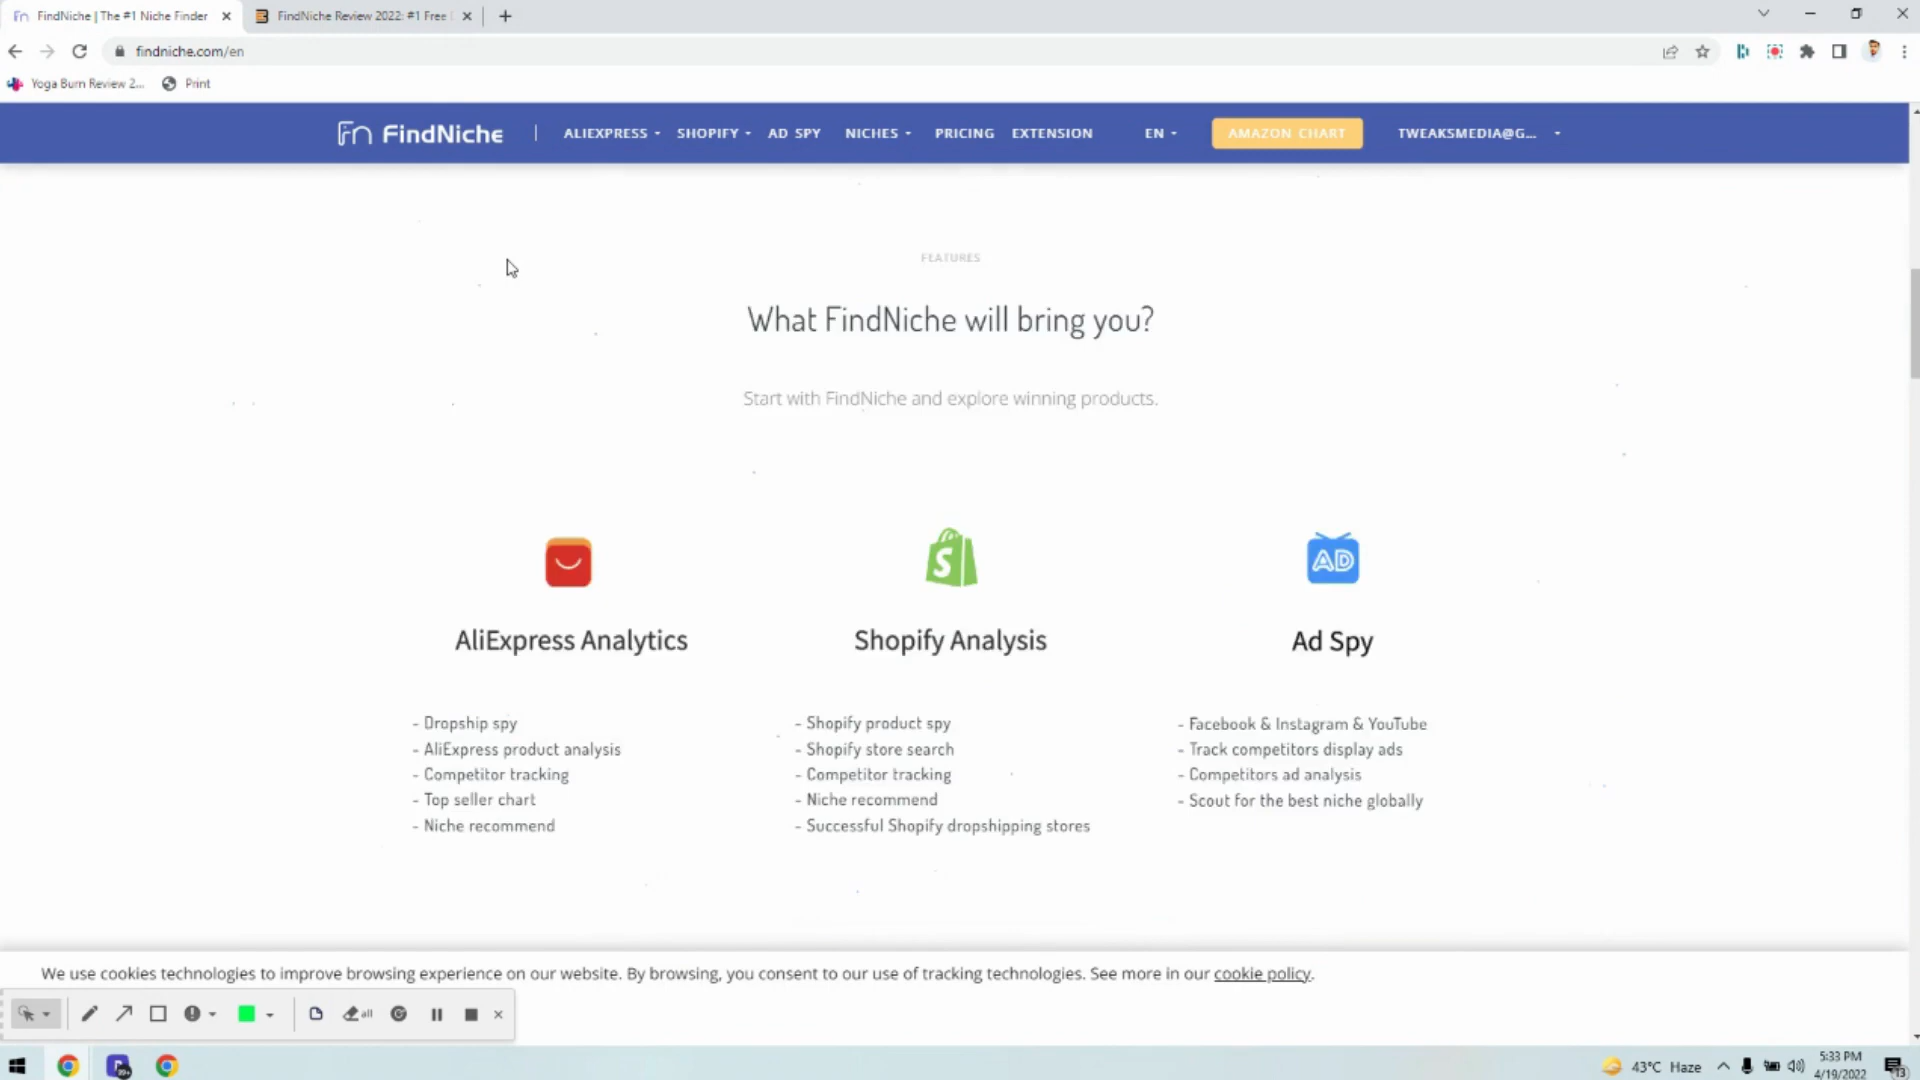 FindNiche | The #1 Niche Finder
FindNiche Review 2022: #1 Free
findniche.com/en
Yoga Burn Review 2... Print
FindNiche ALIEXPRESS SHOPIFY AD SPY NICHES PRICING EXTENSION EN AMAZON CHART TWEAKSMEDIA@G...
FEATURES
What FindNiche will bring you?
Start with FindNiche and explore winning products.
AD
AliExpress Analytics
- Dropship spy
- AliExpress product analysis
- Competitor tracking
- Top seller chart
- Niche recommend
Shopify Analysis
- Shopify product spy
- Shopify store search
- Competitor tracking
- Niche recommend
- Successful Shopify dropshipping stores
Ad Spy
- Facebook & Instagram & YouTube
- Track competitors display ads
- Competitors ad analysis
- Scout for the best niche globally
We use cookies technologies to improve browsing experience on our website. By browsing, you consent to our use of tracking technologies. See more in our cookie policy.
all
43°C Haze
5:33 PM
4/19/2022